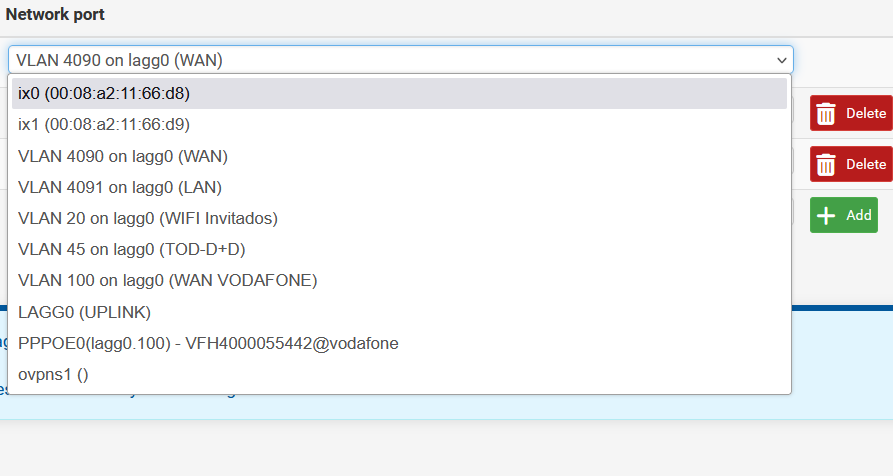 Network port
VLAN 4090 on lagg0 (WAN)
ix0 (00:08:a2:11:66:d8)
ix1 (00:08:a2:11:66:d9)
Delete
VLAN 4090 on lagg0 (WAN)
Delete
VLAN 4091 on lagg0 (LAN)
VLAN 20 on lagg0 (WIFI Invitados)
Add
VLAN 45 on lagg0 (TOD-D+D)
VLAN 100 on lagg0 (WAN VODAFONE)
LAGG0 (UPLINK)
PPPOE0(lagg0.100) - VFH4000055442@vodafone
ovpns1 ()